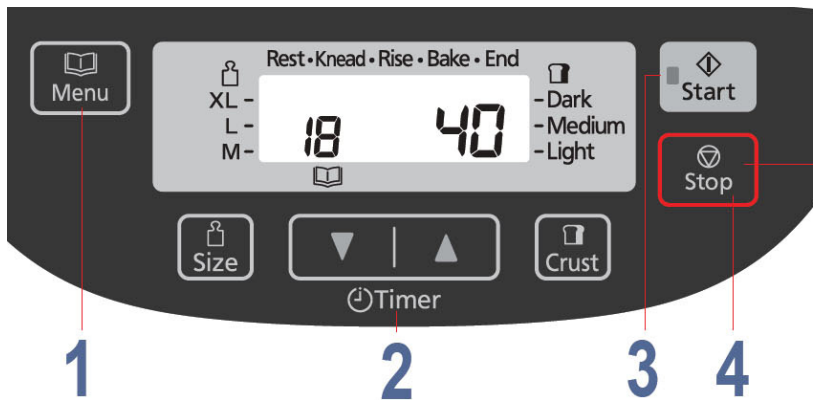 Menu
Rest•Knead•Rise•Bake•End
XL -
L -
M -
18
40
-Dark
-Medium
-Light
Start
Stop
Size
Crust
Timer
1
2
3
4